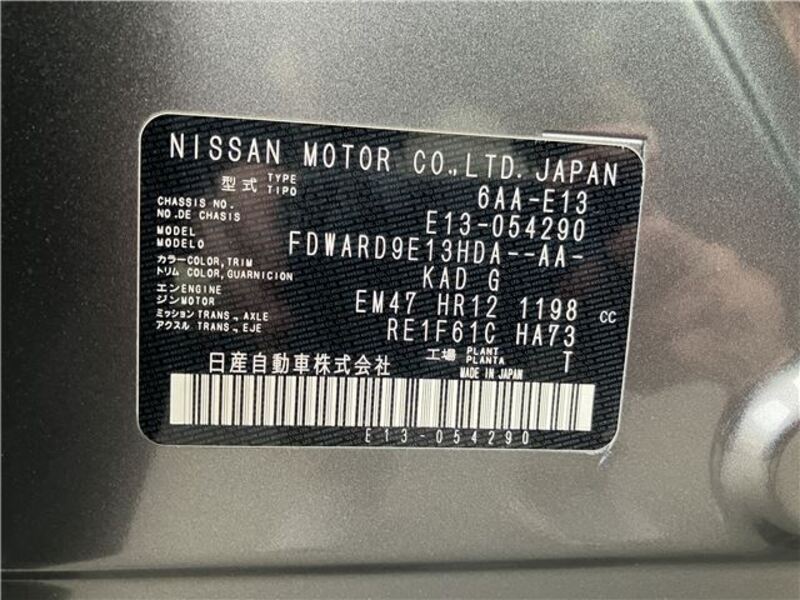 NISSAN MOTOR CO.,LTD. JAPAN
型式 TYPE TIPO 6AA-E13
CHASSIS NO. NO.DE CHASIS E13-054290
MODEL MODELO FDWARD9E13HDA--AA-
カラー COLOR, TRIM トリム COLOR, GUARNICION KAD G
エン ENGINE ジン MOTOR EM47 HR12 1198 CC
ミッション TRANS., AXLE アクスル TRANS., EJE RE1F61C HA73
工場 PLANT PLANTA T
日産自動車株式会社 MADE IN JAPAN
E13-054290